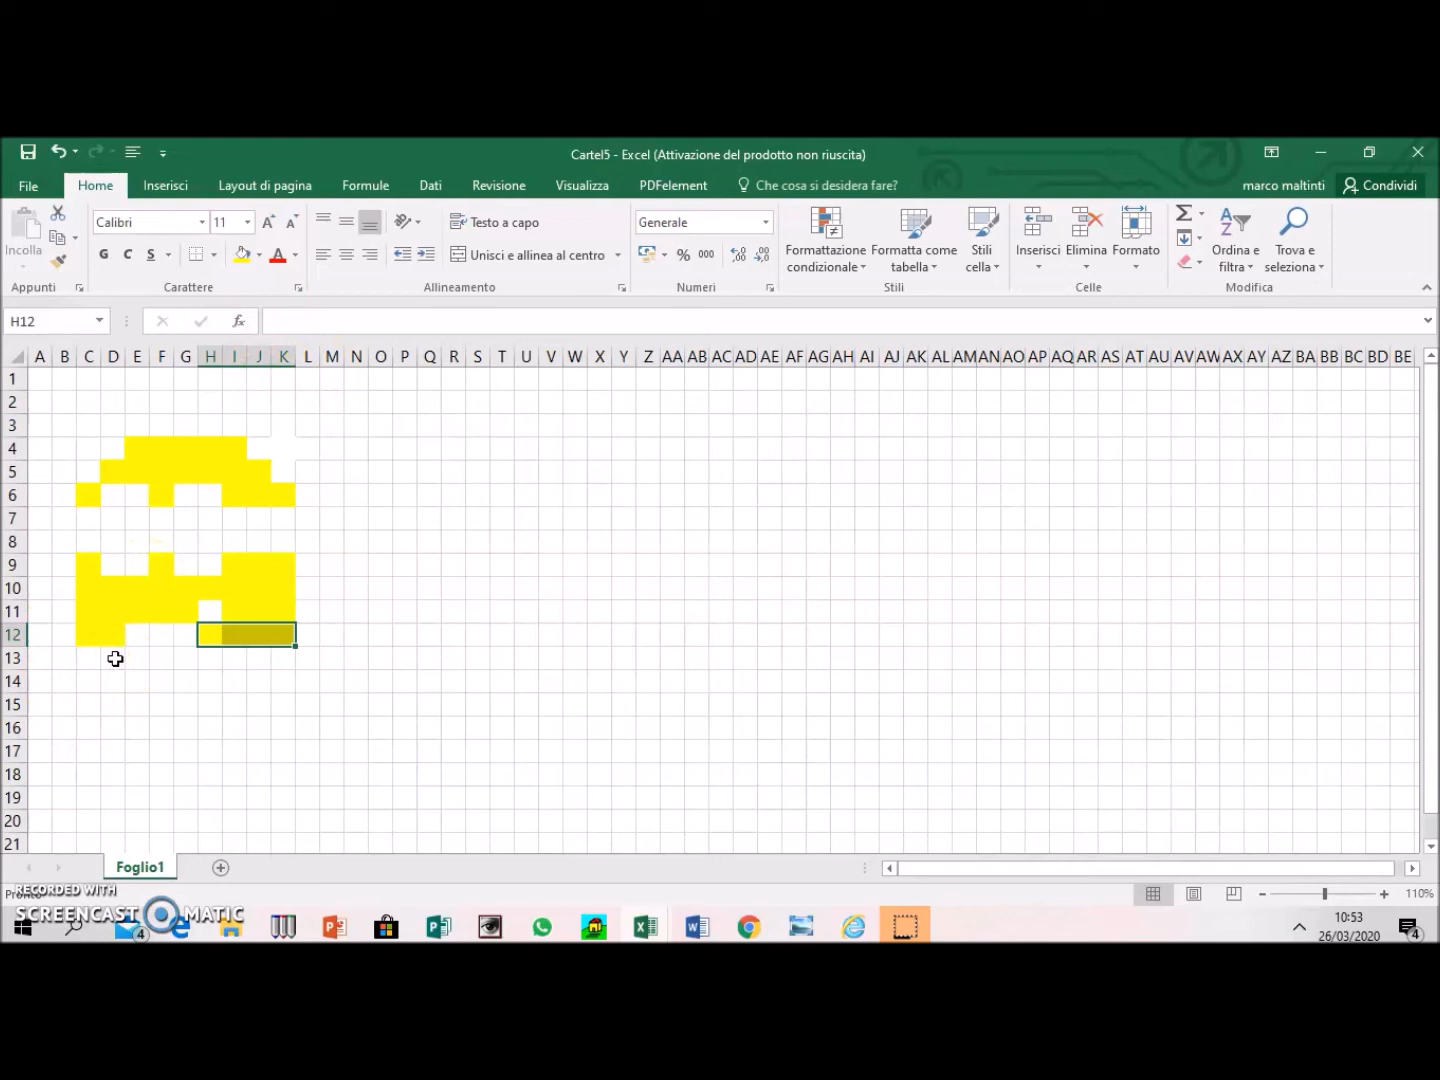 Cartel5 - Excel (Attivazione del prodotto non riuscita)
File Home Inserisci Layout di pagina Formule Dati Revisione Visualizza PDFelement Che cosa si desidera fare? marco maltinti Condividi
Incolla
Calibri 11
G C S A
Testo a capo
Unisci e allinea al centro
Generale
% 000
Formattazione condizionale
Formatta come tabella
Stili cella
Inserisci Elimina Formato
Ordina e filtra
Trova e seleziona
Appunti Carattere Allineamento Numeri Stili Celle Modifica
H12 fx
A B C D E F G H I J K L M N O P Q R S T U V W X Y Z AA AB AC AD AE AF AG AH AI AJ AK AL AM AN AO AP AQ AR AS AT AU AV AW AX AY AZ BA BB BC BD BE
1
2
3
4
5
6
7
8
9
10
11
12
13
14
15
16
17
18
19
20
21
Foglio1
110%
RECORDED WITH
SCREENCAST MATIC
4
10:53
26/03/2020
4